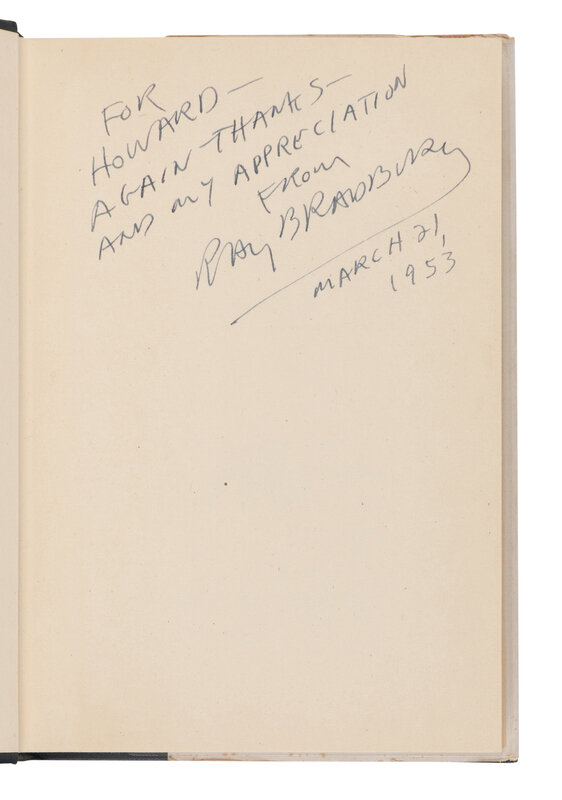 FOR
HOWARD—
AGAIN THANKS—
AND MY APPRECIATION
FROM
RAY BRADBURY
MARCH 21,
1953